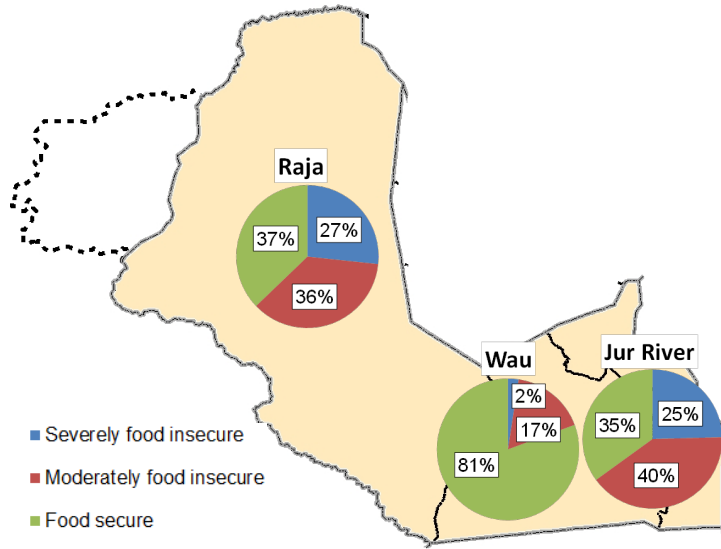 Raja
37%
27%
36%
Wau
2%
17%
81%
Jur River
35%
25%
40%
Severely food insecure
Moderately food insecure
Food secure